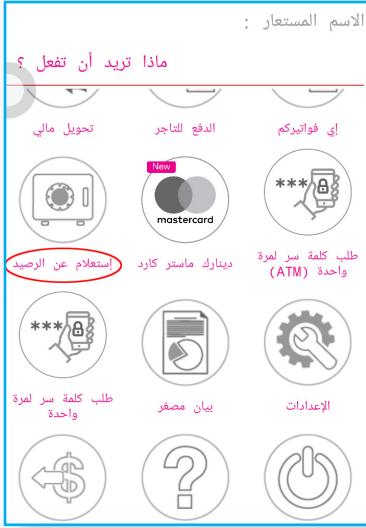 الاسم المستعار :
ماذا تريد أن تفعل ؟
إي فواتيركم
الدفع للتاجر
تحويل مالي
***
New
mastercard
طلب كلمة سر لمرة
واحدة (ATM)
دينارك ماستر كارد
إستعلام عن الرصيد
***
الإعدادات
بيان مصغر
طلب كلمة سر لمرة
واحدة
$
?